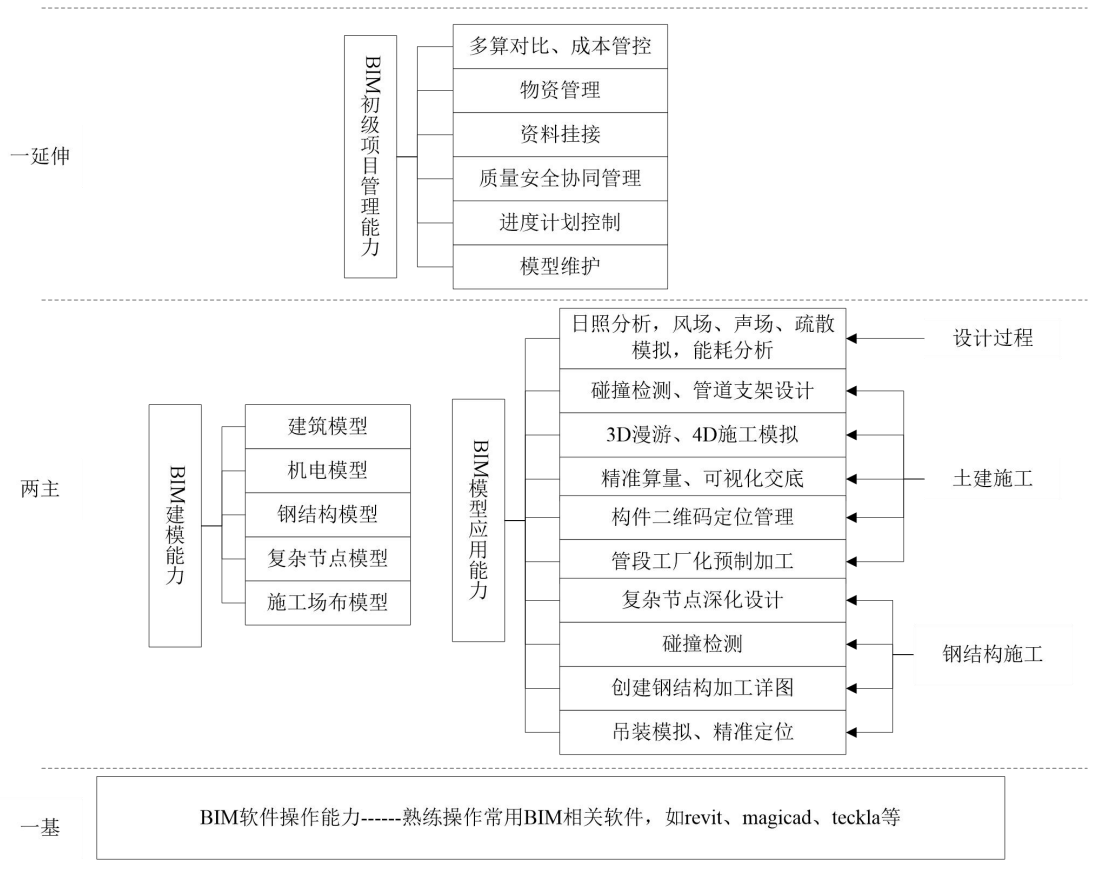 一延伸
BIM初级项目管理能力
多算对比、成本管控
物资管理
资料挂接
质量安全协同管理
进度计划控制
模型维护
两主
BIM建模能力
建筑模型
机电模型
钢结构模型
复杂节点模型
施工场布模型
BIM模型应用能力
日照分析，风场、声场、疏散
模拟，能耗分析
碰撞检测、管道支架设计
3D漫游、4D施工模拟
精准算量、可视化交底
构件二维码定位管理
管段工厂化预制加工
复杂节点深化设计
碰撞检测
创建钢结构加工详图
吊装模拟、精准定位
设计过程
土建施工
钢结构施工
一基
BIM软件操作能力------熟练操作常用BIM相关软件，如revit、magicad、teckla等